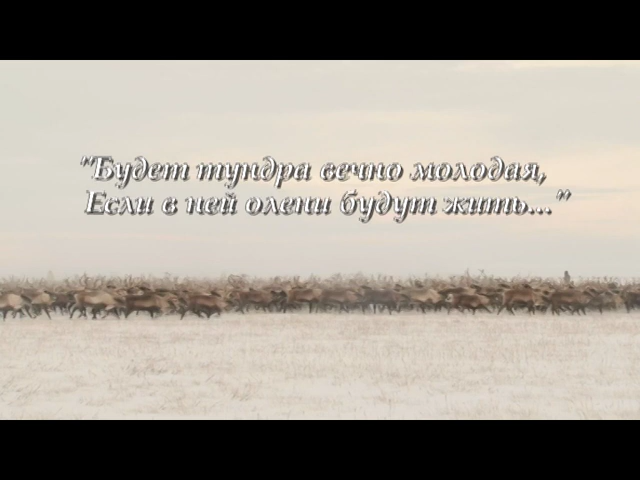 "Будет тундра вечно молодая,
Если в ней олени будут жить..."